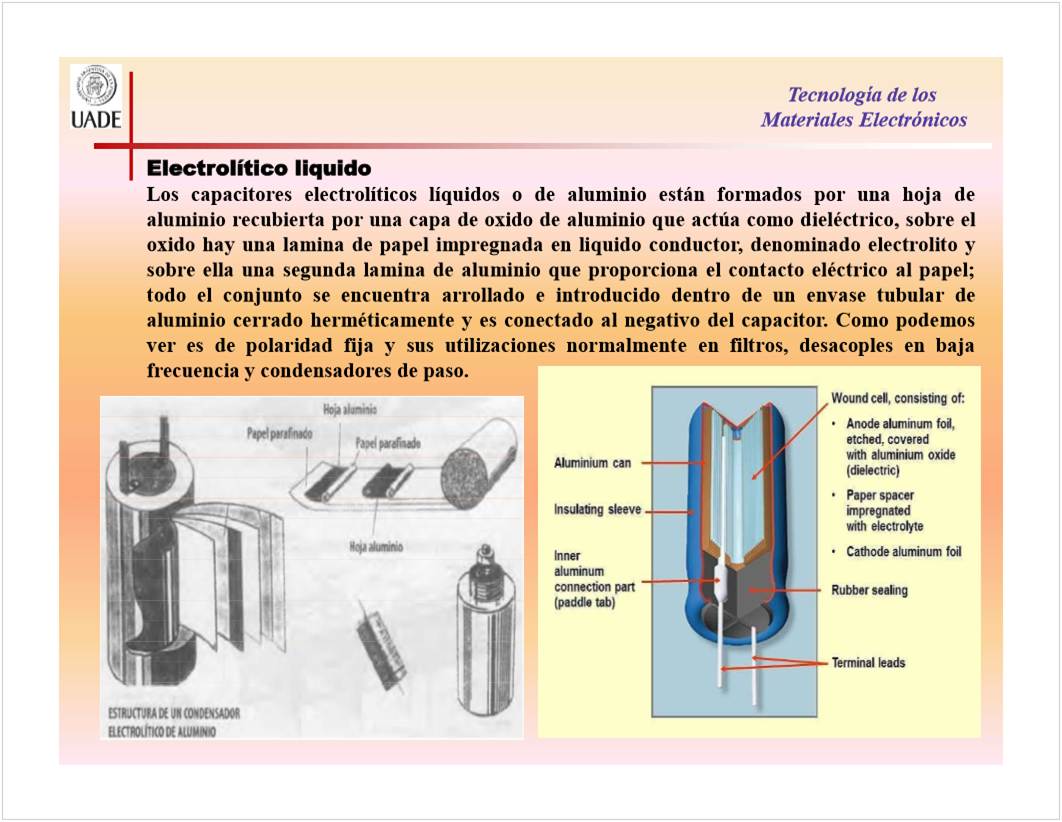 UADE
Tecnología de los
Materiales Electrónicos
Electrolítico liquido
Los capacitores electrolíticos líquidos o de aluminio están formados por una hoja de
aluminio recubierta por una capa de oxido de aluminio que actúa como dieléctrico, sobre el
oxido hay una lamina de papel impregnada en liquido conductor, denominado electrolito y
sobre ella una segunda lamina de aluminio que proporciona el contacto eléctrico al papel;
todo el conjunto se encuentra arrollado e introducido dentro de un envase tubular de
aluminio cerrado herméticamente y es conectado al negativo del capacitor. Como podemos
ver es de polaridad fija y sus utilizaciones normalmente en filtros, desacoples en baja
frecuencia y condensadores de paso.
Hoja aluminio
Papel parafinado
Papel parafinado
Hoja aluminio
ESTRUCTURA DE UN CONDENSADOR
ELECTROLÍTICO DE ALUMINIO
Aluminium can
Insulating sleeve
Inner
aluminum
connection part
(paddle tab)
Wound cell, consisting of:
• Anode aluminum foil,
etched, covered
with aluminium oxide
(dielectric)
• Paper spacer
impregnated
with electrolyte
• Cathode aluminum foil
Rubber sealing
Terminal leads